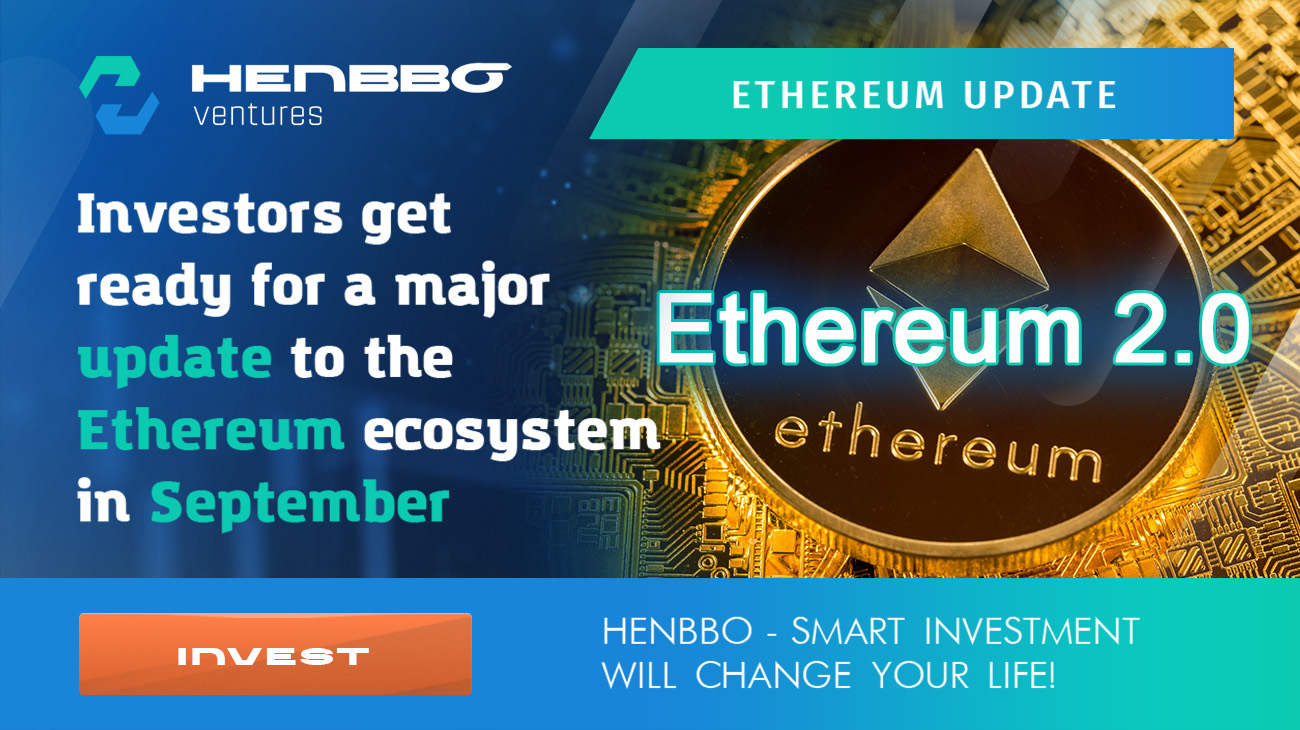 HENBBO
ventures
ETHEREUM UPDATE
Investors get
ready for a major
update to the
Ethereum ecosystem
in September
Ethereum 2.0
ethereum
INVEST
HENBBO - SMART INVESTMENT
WILL CHANGE YOUR LIFE!